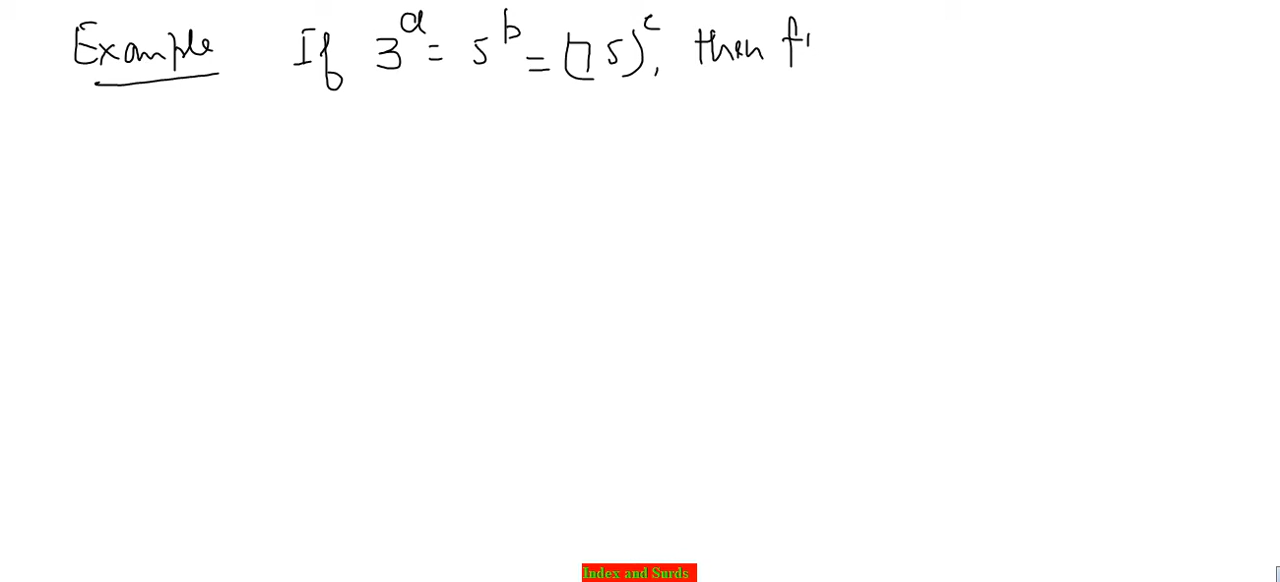 Example If 3^a = 5^b = (75)^c, then f
Index and Surds